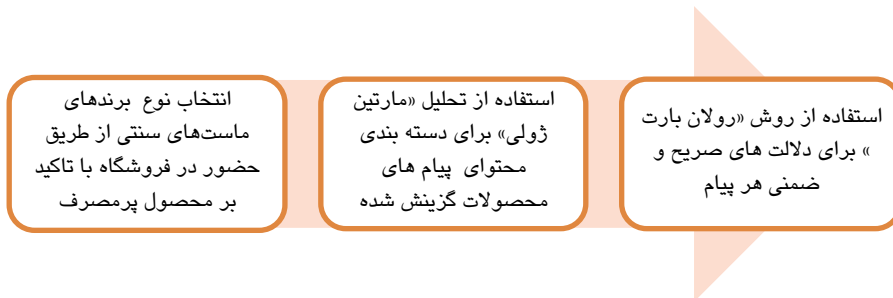 انتخاب نوع برندهای
ماست‌های سنتی از طریق
حضور در فروشگاه با تاکید
بر محصول پرمصرف
استفاده از تحلیل «مارتین
ژولی» برای دسته بندی
محتوای پیام های
محصولات گزینش شده
استفاده از روش «رولان بارت
» برای دلالت های صریح و
ضمنی هر پیام